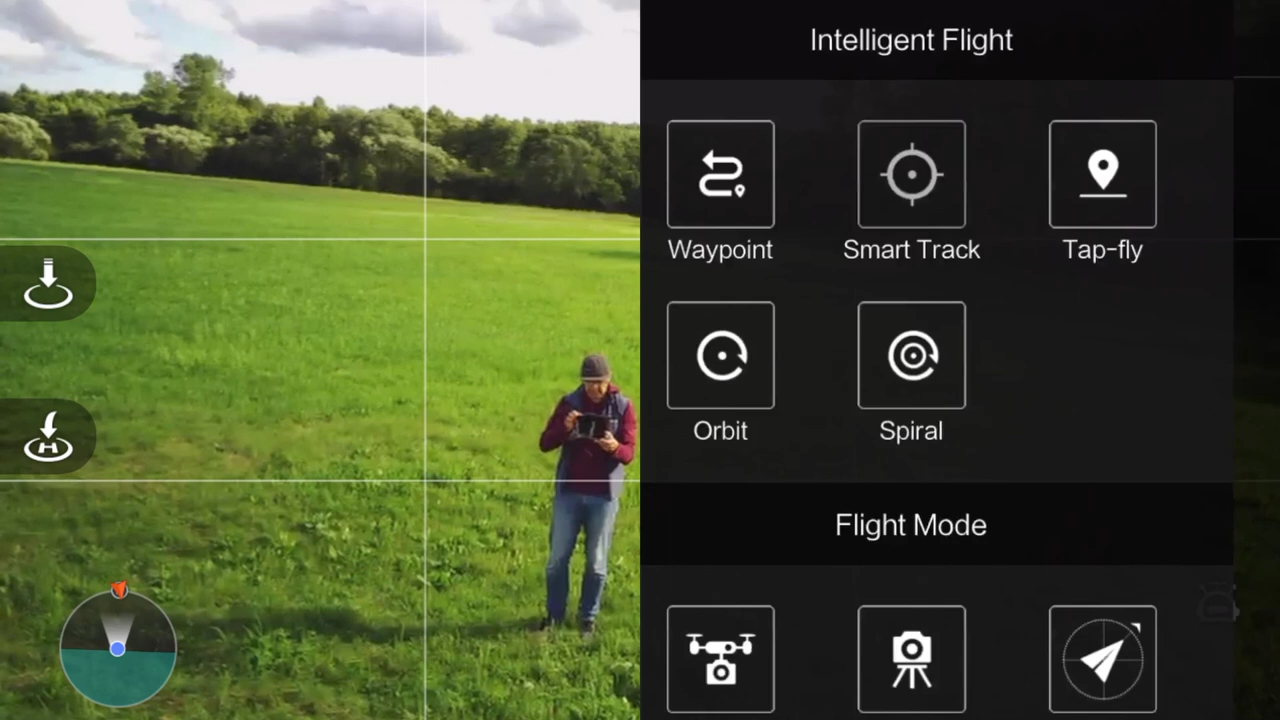 Intelligent Flight
Waypoint
Smart Track
Tap-fly
Orbit
Spiral
Flight Mode
H